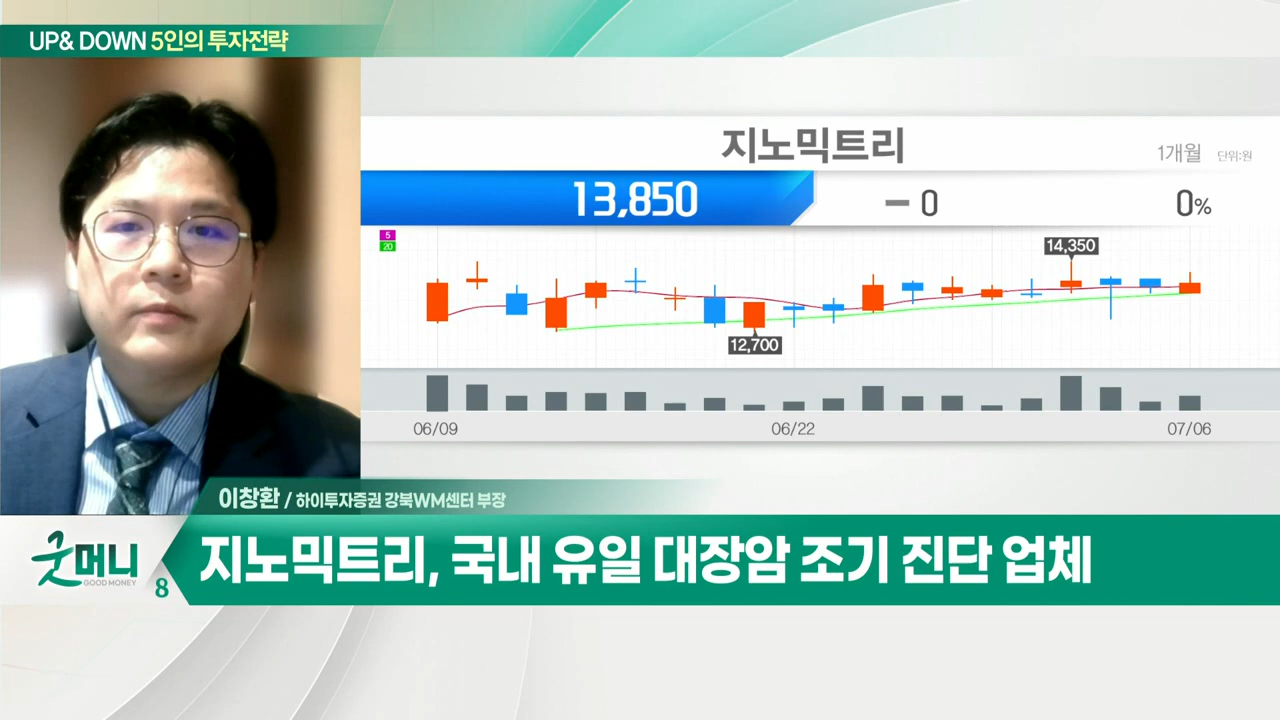 UP& DOWN 5인의 투자전략
지노믹트리
1개월 단위:원
13,850 0 0%
5
20
14,350
12,700
06/09 06/22 07/06
이창환 / 하이투자증권 강북WM센터 부장
굿머니
GOOD MONEY
8
지노믹트리, 국내 유일 대장암 조기 진단 업체